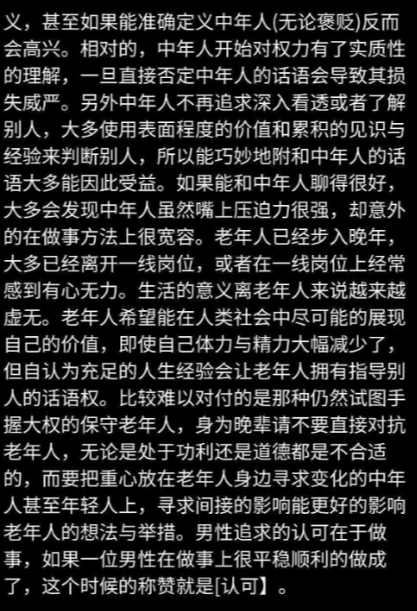 义，甚至如果能准确定义中年人(无论褒贬)反而
会高兴。相对的，中年人开始对权力有了实质性
的理解，一旦直接否定中年人的话语会导致其损
失威严。另外中年人不再追求深入看透或者了解
别人，大多使用表面程度的价值和累积的见识与
经验来判断别人，所以能巧妙地附和中年人的话
语大多能因此受益。如果能和中年人聊得很好，
大多会发现中年人虽然嘴上压迫力很强，却意外
的在做事方法上很宽容。老年人已经步入晚年，
大多已经离开一线岗位，或者在一线岗位上经常
感到有心无力。生活的意义离老年人来说越来越
虚无。老年人希望能在人类社会中尽可能的展现
自己的价值，即使自己体力与精力大幅减少了，
但自认为充足的人生经验会让老年人拥有指导别
人的话语权。比较难以对付的是那种仍然试图手
握大权的保守老年人，身为晚辈请不要直接对抗
老年人，无论是处于功利还是道德都是不合适
的，而要把重心放在老年人身边寻求变化的中年
人甚至年轻人上，寻求间接的影响能更好的影响
老年人的想法与举措。男性追求的认可在于做
事，如果一位男性在做事上很平稳顺利的做成
了，这个时候的称赞就是[认可】。